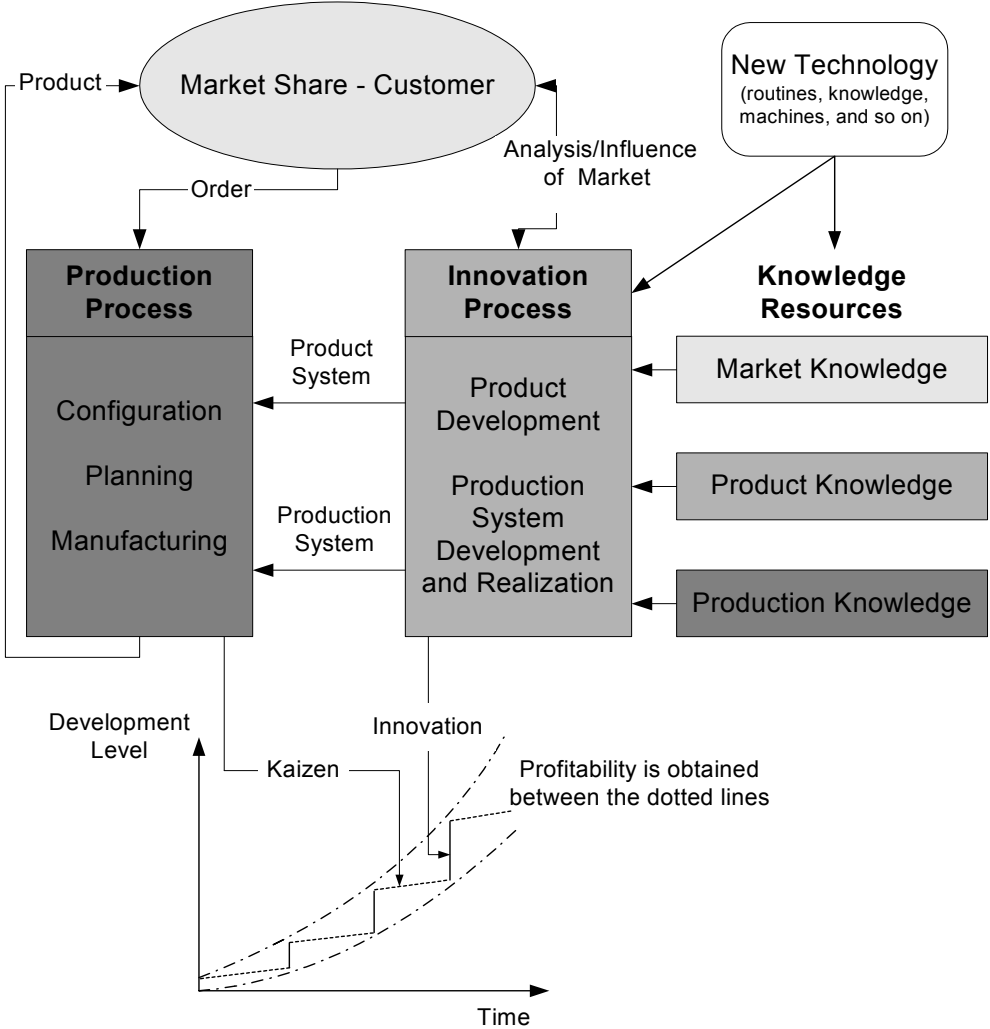 Product
Market Share - Customer
New Technology
(routines, knowledge,
machines, and so on)
Analysis/Influence
of Market
Order
Production
Process
Innovation
Process
Knowledge
Resources
Product
System
Market Knowledge
Configuration
Product
Development
Planning
Product Knowledge
Production
System
Manufacturing
Production
System
Development
and Realization
Production Knowledge
Development
Level
Innovation
Kaizen
Profitability is obtained
between the dotted lines
Time